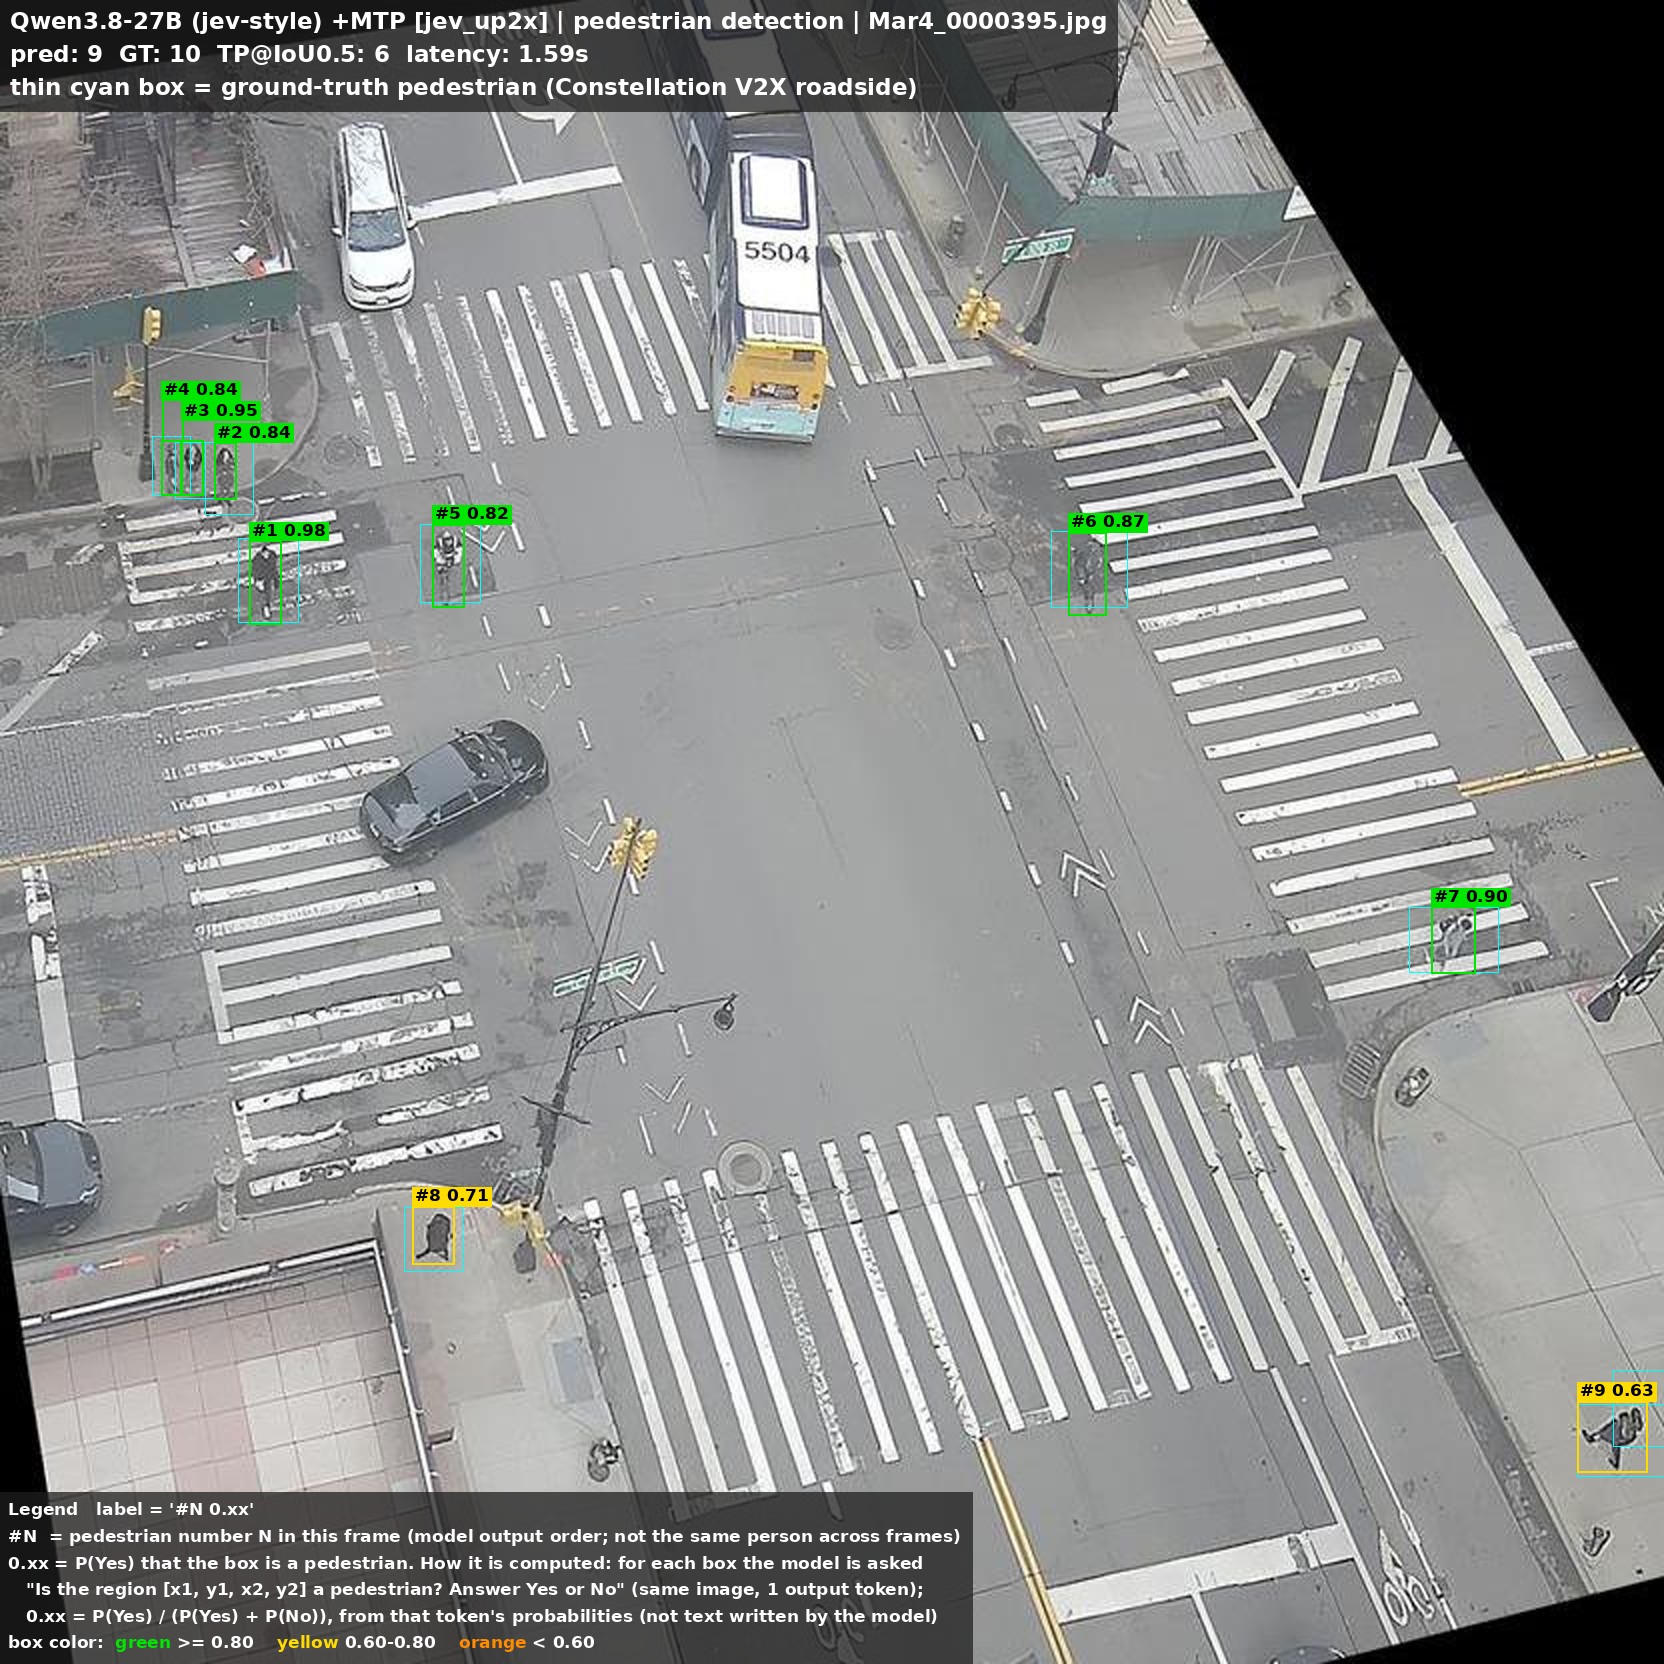 Qwen3.8-27B (jev-style) +MTP [jev_up2x] | pedestrian detection | Mar4_0000395.jpg
pred: 9  GT: 10  TP@IoU0.5: 6  latency: 1.59s
thin cyan box = ground-truth pedestrian (Constellation V2X roadside)
5504
#4 0.84
#3 0.95
#2 0.84
#1 0.98
#5 0.82
#6 0.87
#7 0.90
#8 0.71
#9 0.63
Legend   label = '#N 0.xx'
#N  = pedestrian number N in this frame (model output order; not the same person across frames)
0.xx = P(Yes) that the box is a pedestrian. How it is computed: for each box the model is asked
"Is the region [x1, y1, x2, y2] a pedestrian? Answer Yes or No" (same image, 1 output token);
0.xx = P(Yes) / (P(Yes) + P(No)), from that token's probabilities (not text written by the model)
box color:  green >= 0.80    yellow 0.60-0.80    orange < 0.60